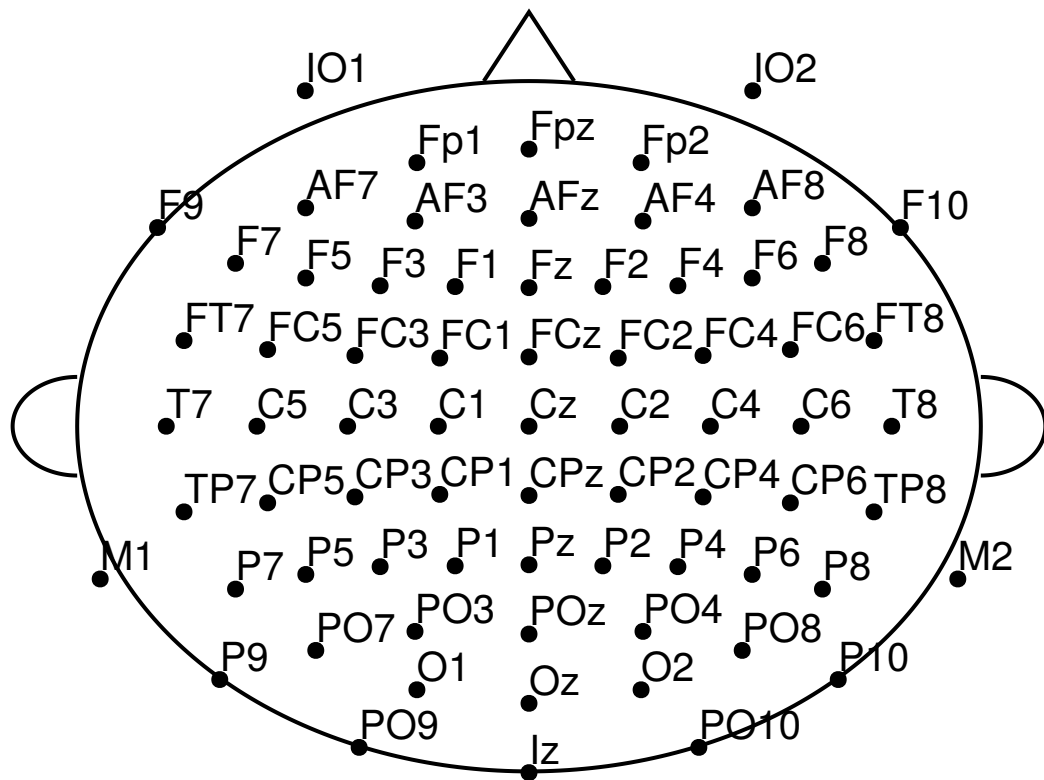 IO1 IO2
Fp1 Fpz Fp2
F9 AF7 AF3 AFz AF4 AF8 F10
F7 F5 F3 F1 Fz F2 F4 F6 F8
FT7 FC5 FC3 FC1 FCz FC2 FC4 FC6 FT8
T7 C5 C3 C1 Cz C2 C4 C6 T8
TP7 CP5 CP3 CP1 CPz CP2 CP4 CP6 TP8
M1 P7 P5 P3 P1 Pz P2 P4 P6 P8 M2
PO7 PO3 POz PO4 PO8
P9 O1 Oz O2 P10
PO9 Iz PO10